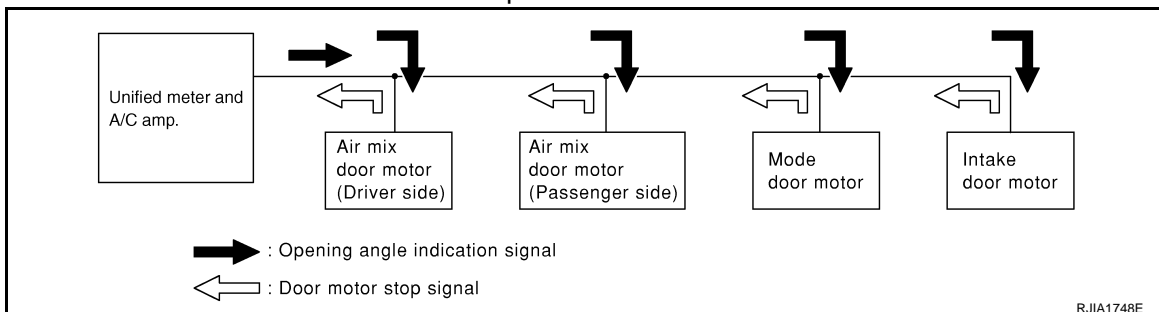 Unified meter and
A/C amp.
Air mix
door motor
(Driver side)
Air mix
door motor
(Passenger side)
Mode
door motor
Intake
door motor
: Opening angle indication signal
: Door motor stop signal
RJIA1748E